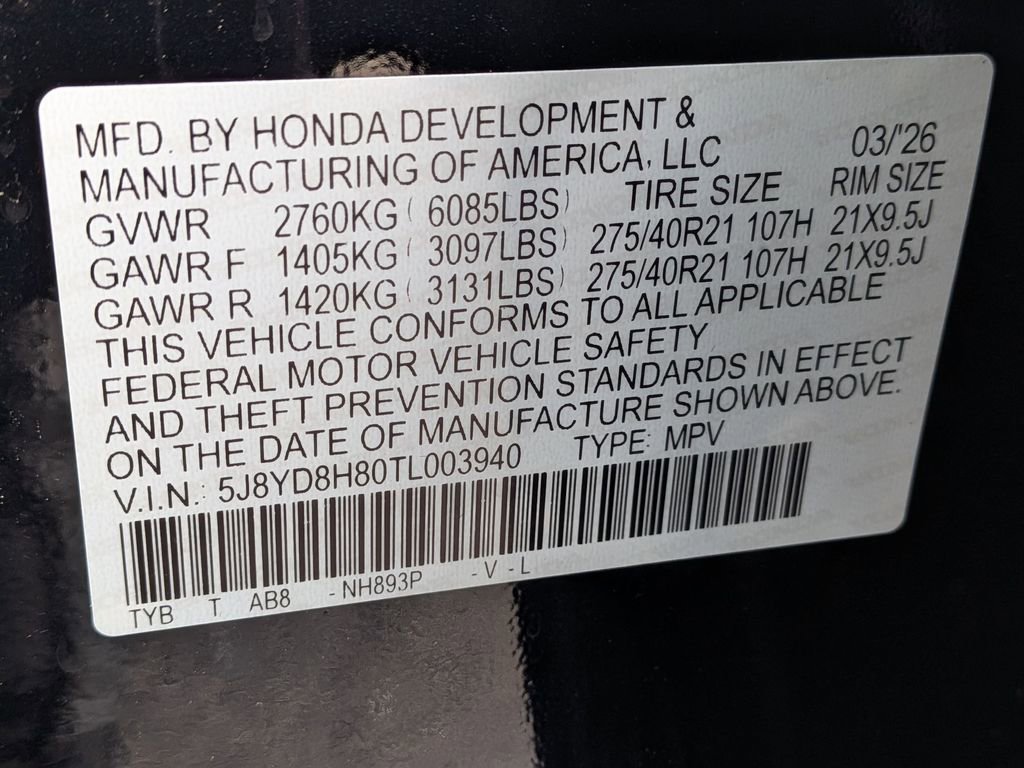 MFD. BY HONDA DEVELOPMENT &
MANUFACTURING OF AMERICA, LLC 03/'26
GVWR 2760KG ( 6085LBS) TIRE SIZE RIM SIZE
GAWR F 1405KG ( 3097LBS) 275/40R21 107H 21X9.5J
GAWR R 1420KG ( 3131LBS) 275/40R21 107H 21X9.5J
THIS VEHICLE CONFORMS TO ALL APPLICABLE
FEDERAL MOTOR VEHICLE SAFETY
AND THEFT PREVENTION STANDARDS IN EFFECT
ON THE DATE OF MANUFACTURE SHOWN ABOVE.
V.I.N.: 5J8YD8H80TL003940 TYPE: MPV
TYB T AB8 -NH893P -V-L